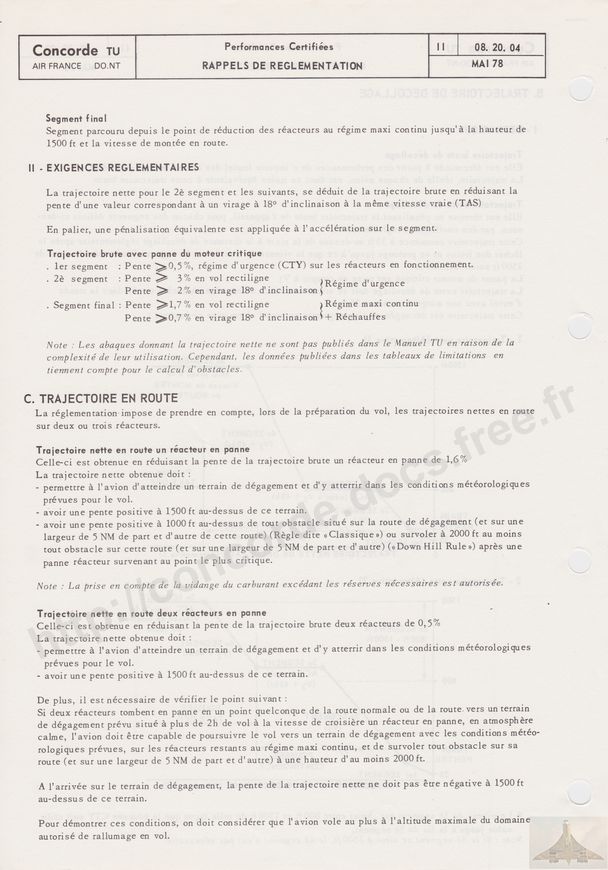 Concorde TU
AIR FRANCE DO.NT
Performances Certifiées
RAPPELS DE REGLEMENTATION
II
08. 20. 04
MAI 78
Segment final
Segment parcouru depuis le point de réduction des réacteurs au régime maxi continu jusqu'à la hauteur de
1500 ft et la vitesse de montée en route.
II - EXIGENCES REGLEMENTAIRES
La trajectoire nette pour le 2è segment et les suivants, se déduit de la trajectoire brute en réduisant la
pente d'une valeur correspondant à un virage à 18° d'inclinaison à la même vitesse vraie (TAS)
En palier, une pénalisation équivalente est appliquée à l'accélération sur le segment.
Trajectoire brute avec panne du moteur critique
. 1er segment : Pente ⩾ 0,5%, régime d'urgence (CTY) sur les réacteurs en fonctionnement.
. 2è segment : Pente ⩾ 3% en vol rectiligne
Pente ⩾ 2% en virage 18° d'inclinaison } Régime d'urgence
. Segment final : Pente ⩾ 1,7% en vol rectiligne } Régime maxi continu
Pente ⩾ 0,7% en virage 18° d'inclinaison } + Réchauffes
Note : Les abaques donnant la trajectoire nette ne sont pas publiés dans le Manuel TU en raison de la
complexité de leur utilisation. Cependant, les données publiées dans les tableaux de limitations en
tiennent compte pour le calcul d'obstacles.
C. TRAJECTOIRE EN ROUTE
La réglementation impose de prendre en compte, lors de la préparation du vol, les trajectoires nettes en route
sur deux ou trois réacteurs.
Trajectoire nette en route un réacteur en panne
Celle-ci est obtenue en réduisant la pente de la trajectoire brute un réacteur en panne de 1,6%
La trajectoire nette obtenue doit :
- permettre à l'avion d'atteindre un terrain de dégagement et d'y atterrir dans les conditions météorologiques
prévues pour le vol.
- avoir une pente positive à 1500 ft au-dessus de ce terrain.
- avoir une pente positive à 1000 ft au-dessus de tout obstacle situé sur la route de dégagement (et sur une
largeur de 5 NM de part et d'autre de cette route) (Règle dite «Classique») ou survoler à 2000 ft au moins
tout obstacle sur cette route (et sur une largeur de 5 NM de part et d'autre) («Down Hill Rule») après une
panne réacteur survenant au point le plus critique.
Note : La prise en compte de la vidange du carburant excédant les réserves nécessaires est autorisée.
Trajectoire nette en route deux réacteurs en panne
Celle-ci est obtenue en réduisant la pente de la trajectoire brute deux réacteurs de 0,5%
La trajectoire nette obtenue doit :
- permettre à l'avion d'atteindre un terrain de dégagement et d'y atterrir dans les conditions météorologiques
prévues pour le vol.
- avoir une pente positive à 1500 ft au-dessus de ce terrain.
De plus, il est nécessaire de vérifier le point suivant :
Si deux réacteurs tombent en panne en un point quelconque de la route normale ou de la route vers un terrain
de dégagement prévu situé à plus de 2h de vol à la vitesse de croisière un réacteur en panne, en atmosphère
calme, l'avion doit être capable de poursuivre le vol vers un terrain de dégagement avec les conditions météo-
rologiques prévues, sur les réacteurs restants au régime maxi continu, et de survoler tout obstacle sur sa
route (et sur une largeur de 5 NM de part et d'autre) à une hauteur d'au moins 2000 ft.
A l'arrivée sur le terrain de dégagement, la pente de la trajectoire nette ne doit pas être négative à 1500 ft
au-dessus de ce terrain.
Pour démontrer ces conditions, on doit considérer que l'avion vole au plus à l'altitude maximale du domaine
autorisé de rallumage en vol.
http://concorde.docs.free.fr